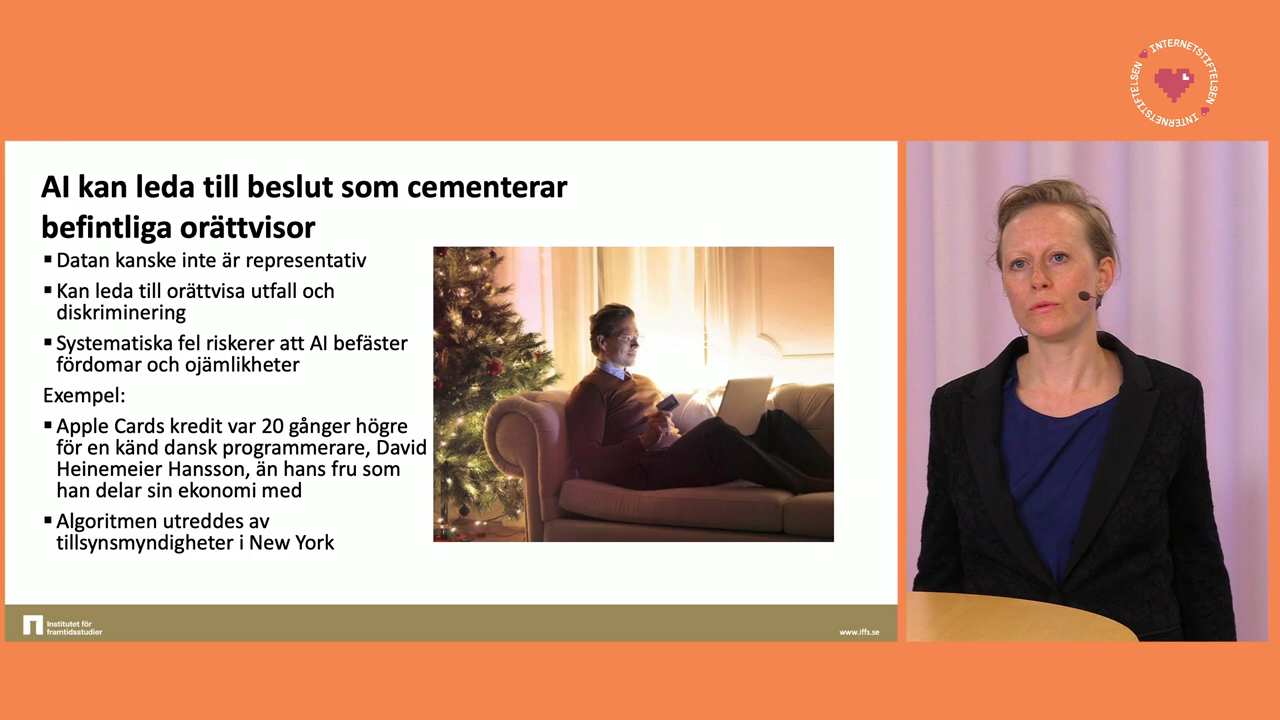 INTERNETSTIFTELSEN
INTERNETSTIFTELSEN
AI kan leda till beslut som cementerar
befintliga orättvisor
▪ Datan kanske inte är representativ
▪ Kan leda till orättvisa utfall och
diskriminering
▪ Systematiska fel riskerer att AI befäster
fördomar och ojämlikheter
Exempel:
▪ Apple Cards kredit var 20 gånger högre
för en känd dansk programmerare, David
Heinemeier Hansson, än hans fru som
han delar sin ekonomi med
▪ Algoritmen utreddes av
tillsynsmyndigheter i New York
Institutet för
framtidsstudier
www.iffs.se